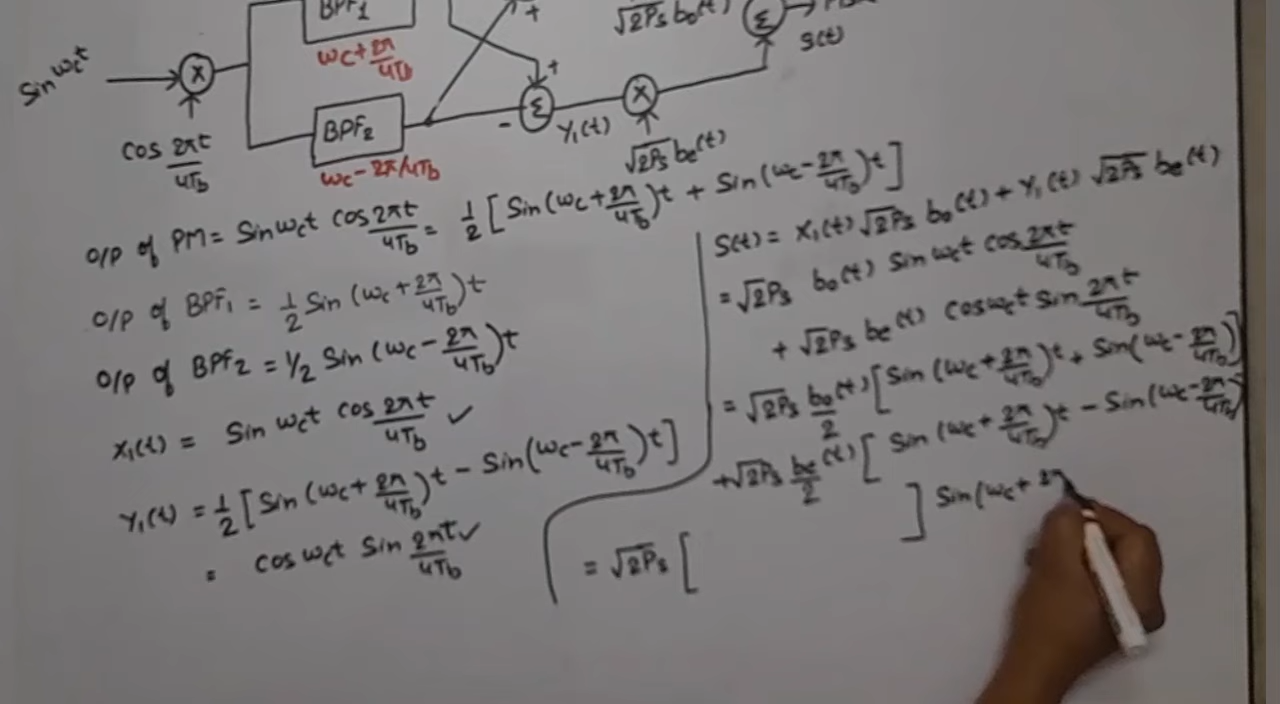 BPF₁
+
√2Ps bo(t)
Σ
S(t)
ωc+2π/4Tb
Sin ωct
X
+
Σ
X
BPF₂
-
Y₁(t)
cos 2πt/4Tb
√2Ps be(t)
ωc-2π/4Tb
O/P of PM = Sin ωct cos 2πt/4Tb = 1/2 [Sin(ωc+2π/4Tb)t + Sin(ωc-2π/4Tb)t]
O/P of BPF₁ = 1/2 Sin (ωc+2π/4Tb)t
O/P of BPF₂ = 1/2 Sin (ωc-2π/4Tb)t
X₁(t) = Sin ωct cos 2πt/4Tb ✓
Y₁(t) = 1/2 [Sin (ωc+2π/4Tb)t - Sin(ωc-2π/4Tb)t]
= cos ωct Sin 2πt/4Tb ✓
S(t) = X₁(t) √2Ps bo(t) + Y₁(t) √2Ps be(t)
= √2Ps bo(t) Sin ωct cos 2πt/4Tb
+ √2Ps be(t) cos ωct sin 2πt/4Tb
= √2Ps bo(t)/2 [Sin (ωc+2π/4Tb)t + Sin(ωc-2π/4Tb)]
+√2Ps be(t)/2 [Sin (ωc+2π/4Tb)t - Sin(ωc-2π/4Tb)
= √2Ps [ ] Sin(ωc+2π